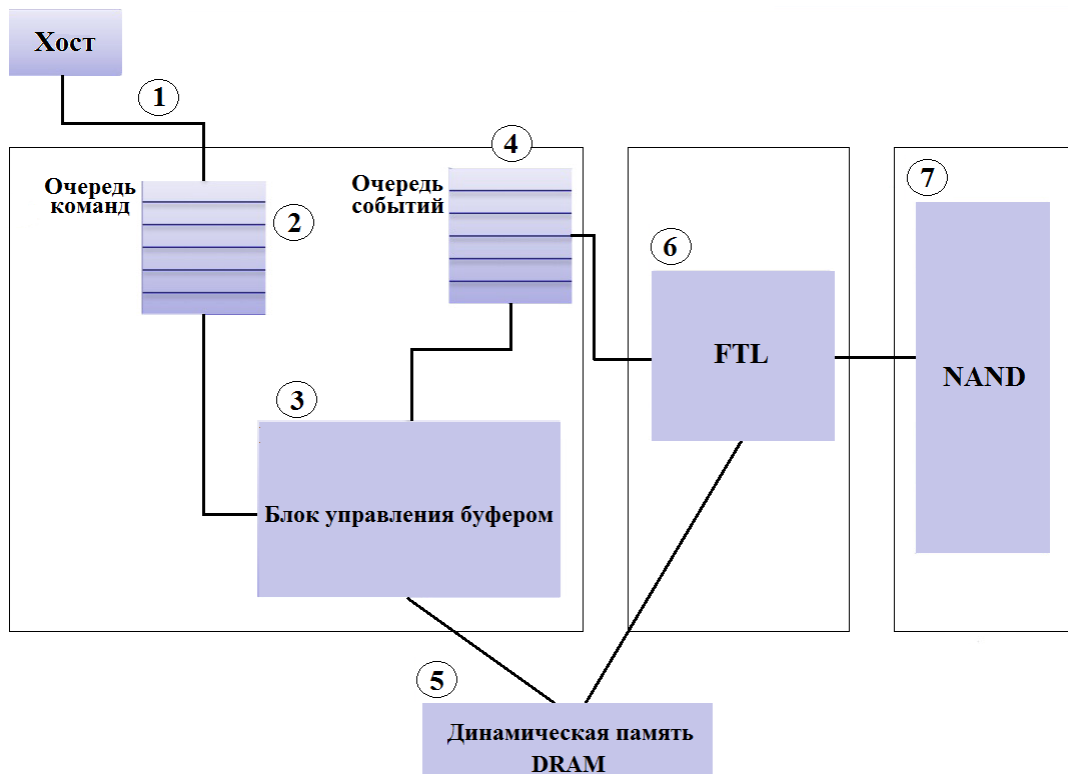 Хост
1
4
Очередь
команд
2
Очередь
событий
6
7
FTL
NAND
3
Блок управления буфером
5
Динамическая память
DRAM